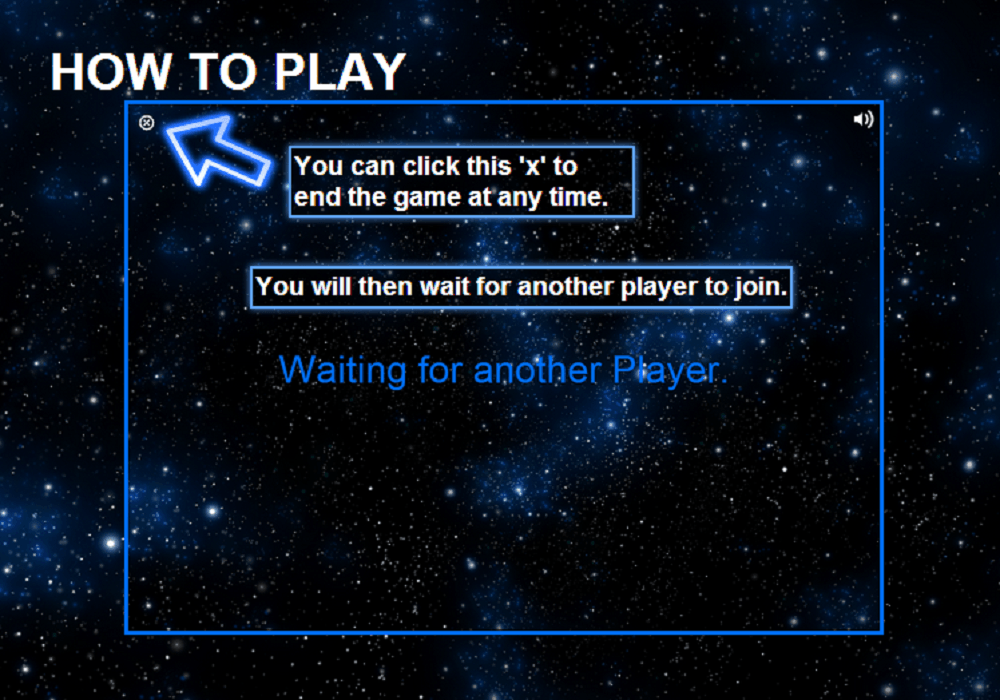 HOW TO PLAY
You can click this 'x' to
end the game at any time.
You will then wait for another player to join.
Waiting for another Player.